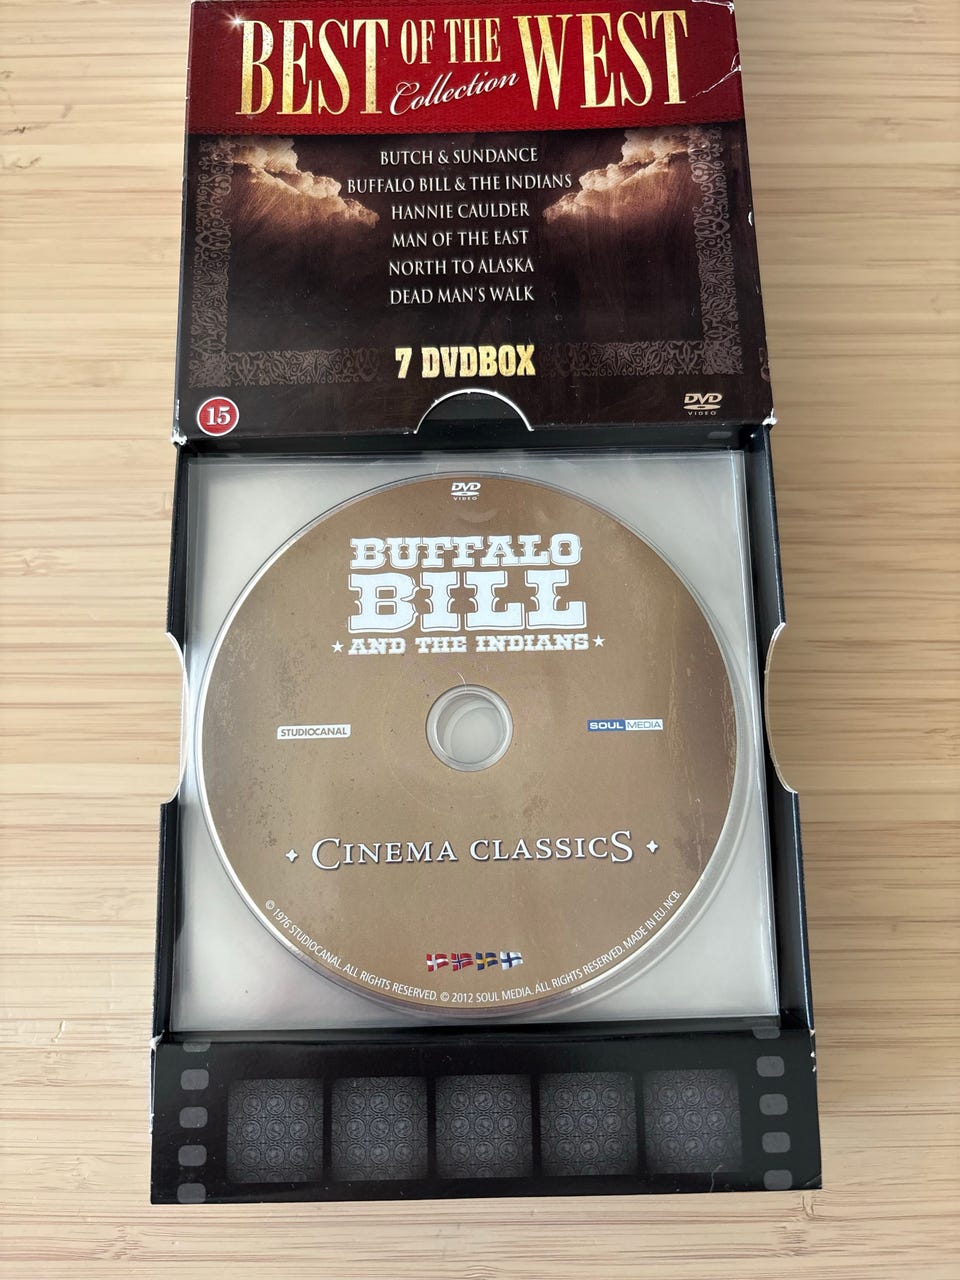 BEST OF THE WEST
Collection
BUTCH & SUNDANCE
BUFFALO BILL & THE INDIANS
HANNIE CAULDER
MAN OF THE EAST
NORTH TO ALASKA
DEAD MAN'S WALK
7 DVDBOX
15
DVD
VIDEO
DVD
VIDEO
BUFFALO
BILL
AND THE INDIANS
STUDIOCANAL
SOUL MEDIA
CINEMA CLASSICS
© 1976 STUDIOCANAL. ALL RIGHTS RESERVED. © 2012 SOUL MEDIA. ALL RIGHTS RESERVED. MADE IN EU. NCB.